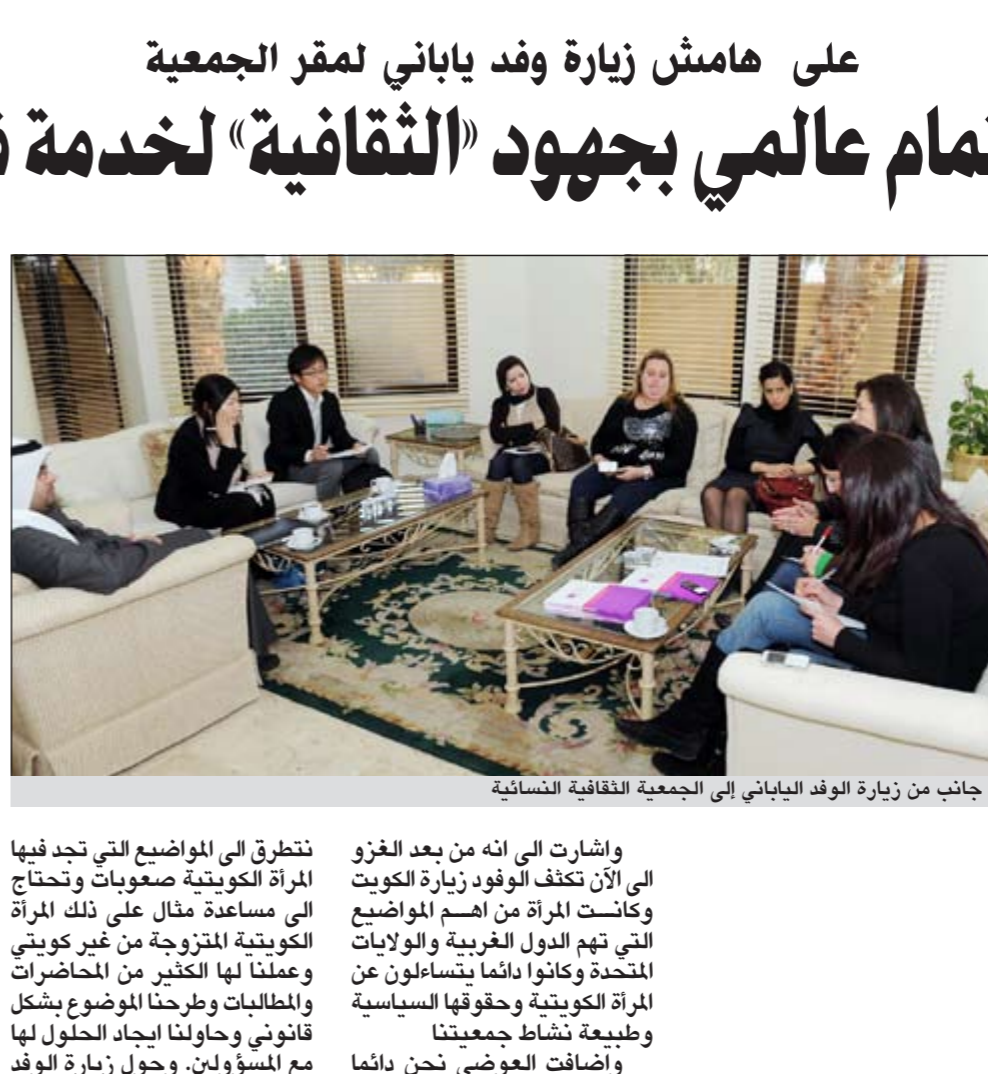 على هامش زيارة وفد ياباني لمقر الجمعية
عالمي بجهود «الثقافية» لخدمة
جانب من زيارة الوفد الياباني إلى الجمعية الثقافية النسائية
واشارت الى انه من بعد الغزو
الى الآن تكثف الوفود زيارة الكويت
وكانت المرأة من اهم المواضيع
التي تهم الدول الغربية والولايات
المتحدة وكانوا دائما يتساءلون عن
المرأة الكويتية وحقوقها السياسية
وطبيعة نشاط جمعيتنا
واضافت العوضي نحن دائما
نتطرق الى المواضيع التي تجد فيها
المرأة الكويتية صعوبات وتحتاج
الى مساعدة مثال على ذلك المرأة
الكويتية المتزوجة من غير كويتي
وعملنا لها الكثير من المحاضرات
والمطالبات وطرحنا الموضوع بشكل
قانوني وحاولنا ايجاد الحلول لها
مع المسؤولين. وحول زيارة الوفد